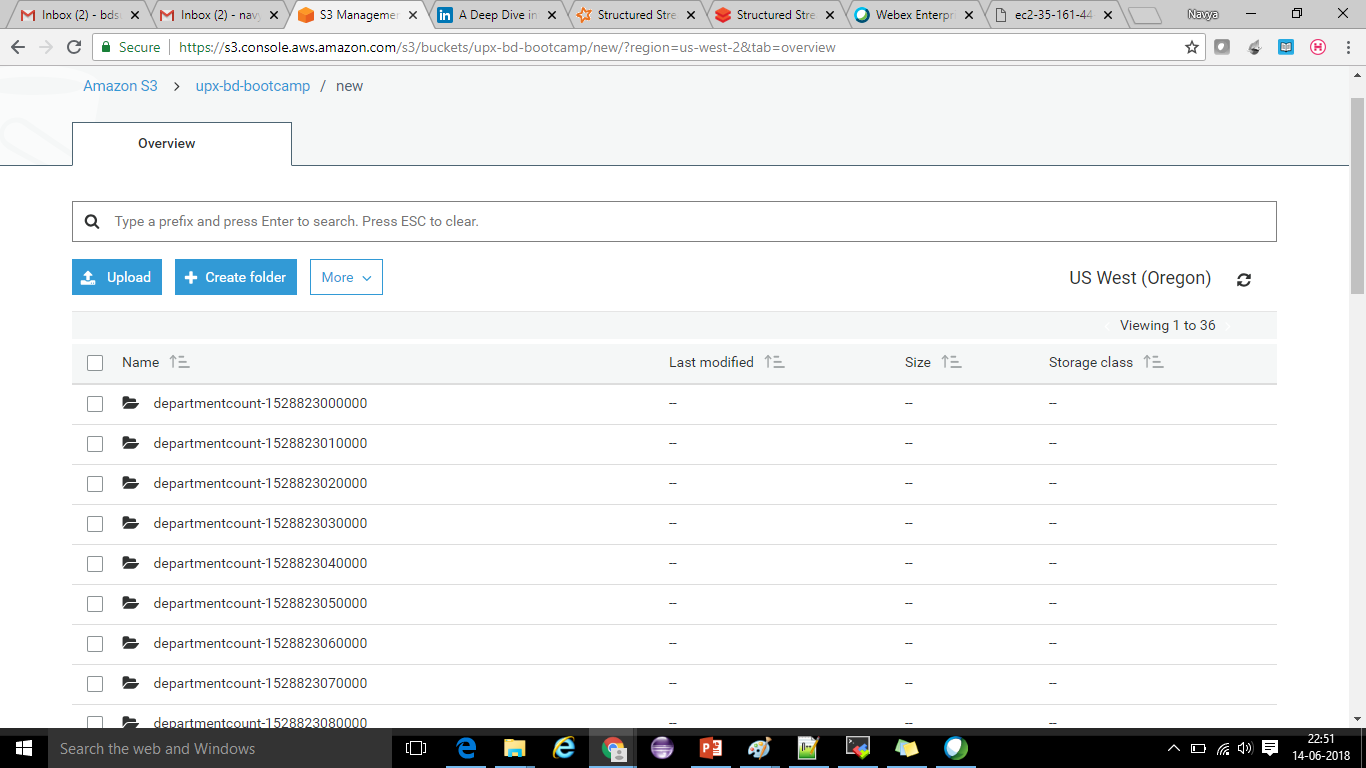 Inbox (2) - bds
Inbox (2) - navy
S3 Managemen
A Deep Dive in
Structured Stre
Structured Stre
Webex Enterpr
ec2-35-161-44
Navya
Secure
https://s3.console.aws.amazon.com/s3/buckets/upx-bd-bootcamp/new/?region=us-west-2&tab=overview
Amazon S3 > upx-bd-bootcamp / new
Overview
Type a prefix and press Enter to search. Press ESC to clear.
Upload
Create folder
More
US West (Oregon)
Viewing 1 to 36
Name Last modified Size Storage class
departmentcount-1528823000000 -- -- --
departmentcount-1528823010000 -- -- --
departmentcount-1528823020000 -- -- --
departmentcount-1528823030000 -- -- --
departmentcount-1528823040000 -- -- --
departmentcount-1528823050000 -- -- --
departmentcount-1528823060000 -- -- --
departmentcount-1528823070000 -- -- --
departmentcount-1528823080000 -- -- --
Search the web and Windows
22:51
14-06-2018